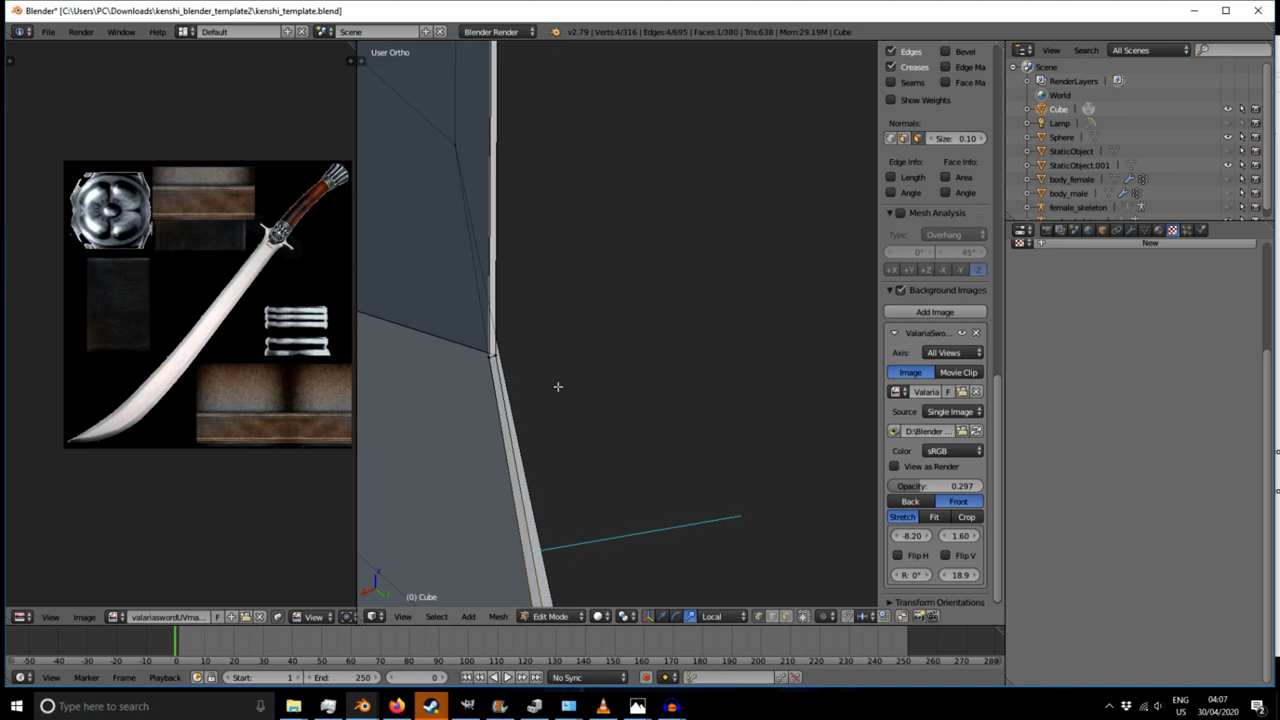 Blender* [C:\Users\PC\Downloads\kenshi_blender_template2\kenshi_template.blend]
File Render Window Help Default Scene Blender Render v2.79 | Verts:4/316 | Edges:4/695 | Faces:1/380 | Tris:638 | Mem:29.19M | Cube
View Search All Scenes
User Ortho
Edges Bevel
Creases Edge Ma
Seams Face Ma
Show Weights
Normals:
Size: 0.10
Edge Info: Face Info:
Length Area
Angle Angle
Mesh Analysis
Type: Overhang
0° 45°
+X +Y +Z -X -Y -Z
Background Images
Add Image
ValariaSwo...
Axis: All Views
Image Movie Clip
Valaria F
Source Single Image
D:\Blender ...
Color sRGB
View as Render
Opacity: 0.297
Back Front
Stretch Fit Crop
-8.20 1.60
Flip H Flip V
R: 0° 18.9
Transform Orientations
Scene
RenderLayers
World
Cube
Lamp
Sphere
StaticObject
StaticObject.001
body_female
body_male
female_skeleton
New
z
(0) Cube
View Image valariaswordUVma... F View
View Select Add Mesh Edit Mode Local
-50 -40 -30 -20 -10 0 10 20 30 40 50 60 70 80 90 100 110 120 130 140 150 160 170 180 190 200 210 220 230 240 250 260 270 280
View Marker Frame Playback Start: 1 End: 250 0 No Sync
Type here to search
ENG
US
04:07
30/04/2020
2